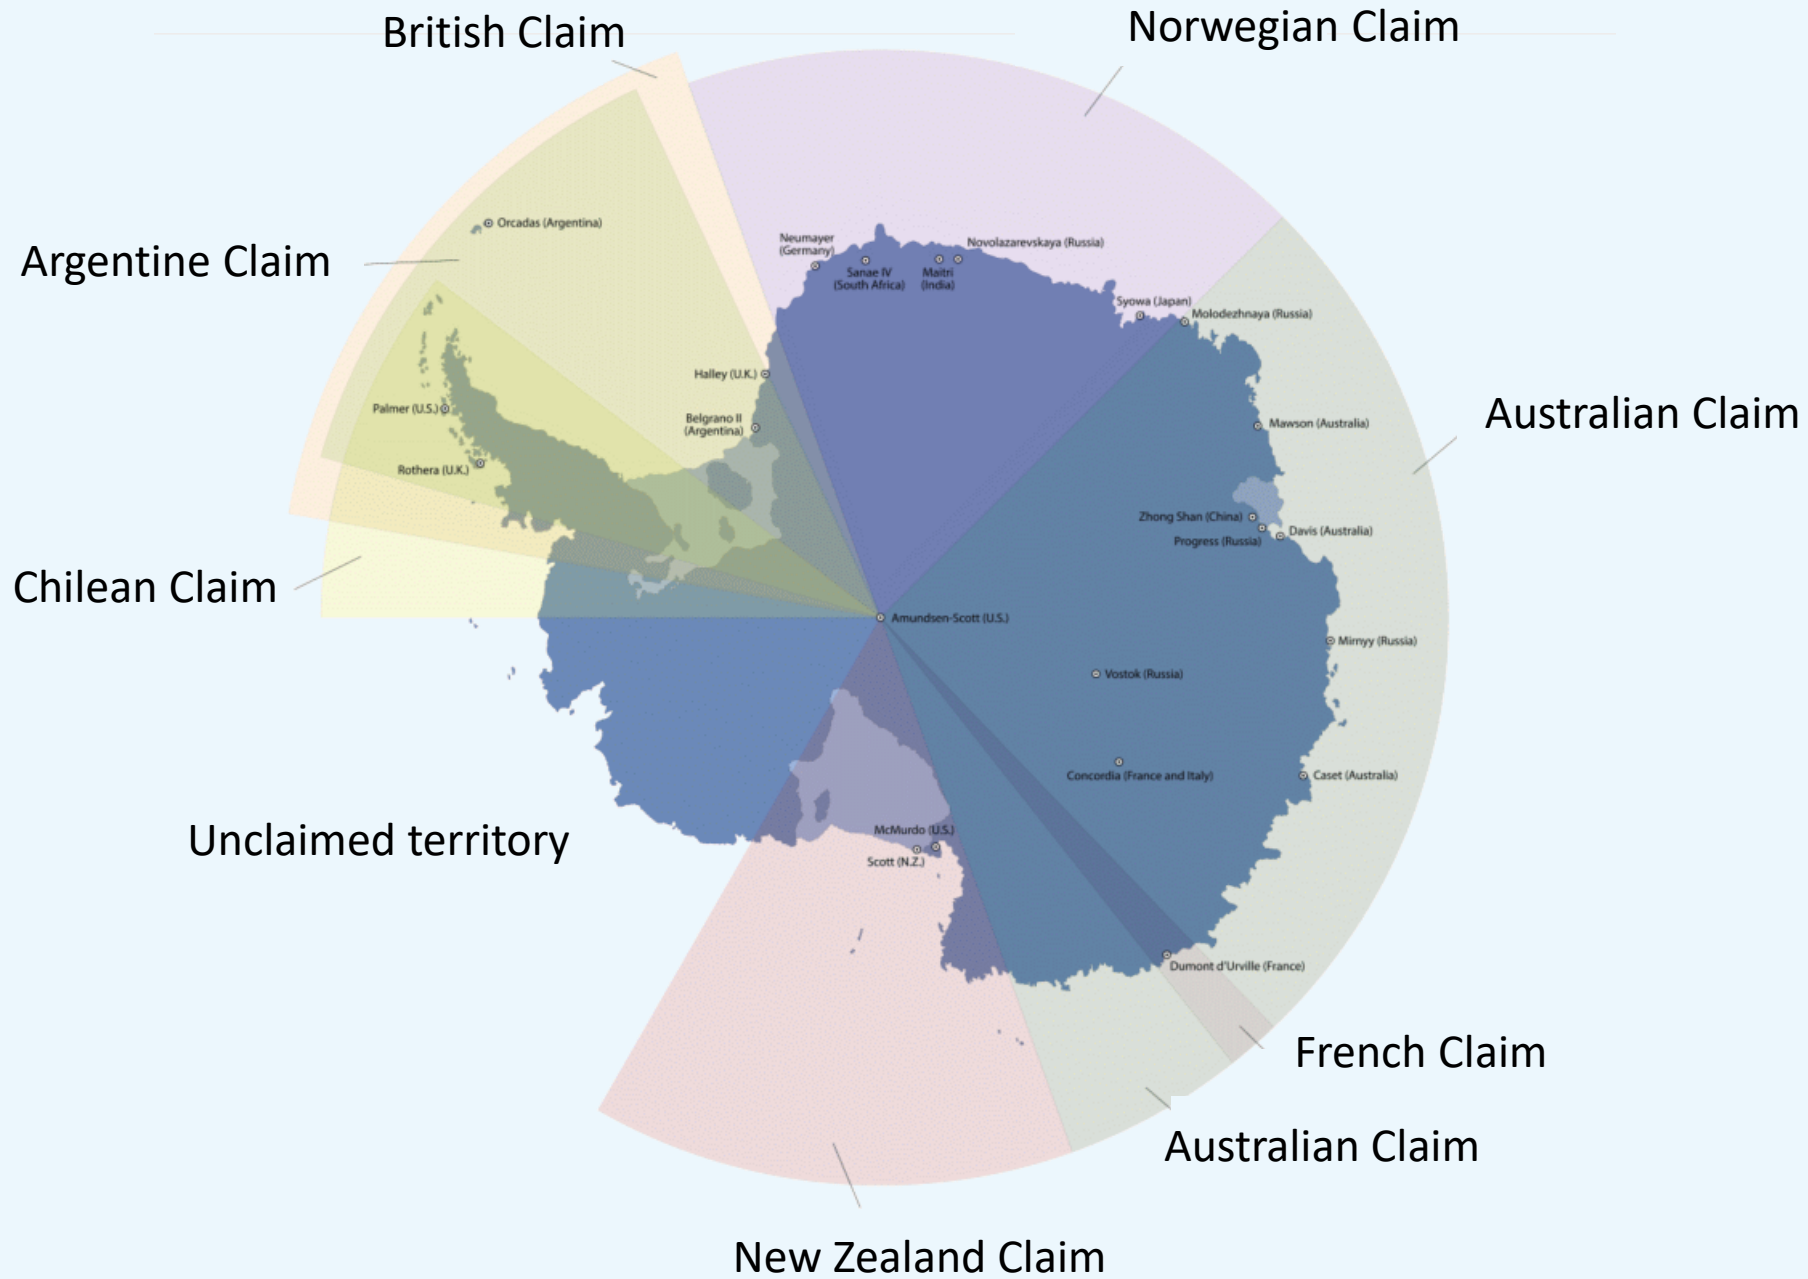 British Claim
Norwegian Claim
Orcadas (Argentina)
Argentine Claim
Neumayer
(Germany)
Sanae IV
(South Africa)
Maitri
(India)
Novolazarevskaya (Russia)
Syowa (Japan)
Molodezhnaya (Russia)
Halley (U.K.)
Palmer (U.S.)
Belgrano II
(Argentina)
Rothera (U.K.)
Mawson (Australia)
Australian Claim
Zhong Shan (China)
Progress (Russia)
Davis (Australia)
Chilean Claim
Amundsen-Scott (U.S.)
Mirnyy (Russia)
Vostok (Russia)
Concordia (France and Italy)
Caset (Australia)
Unclaimed territory
McMurdo (U.S.)
Scott (N.Z.)
Dumont d'Urville (France)
French Claim
Australian Claim
New Zealand Claim